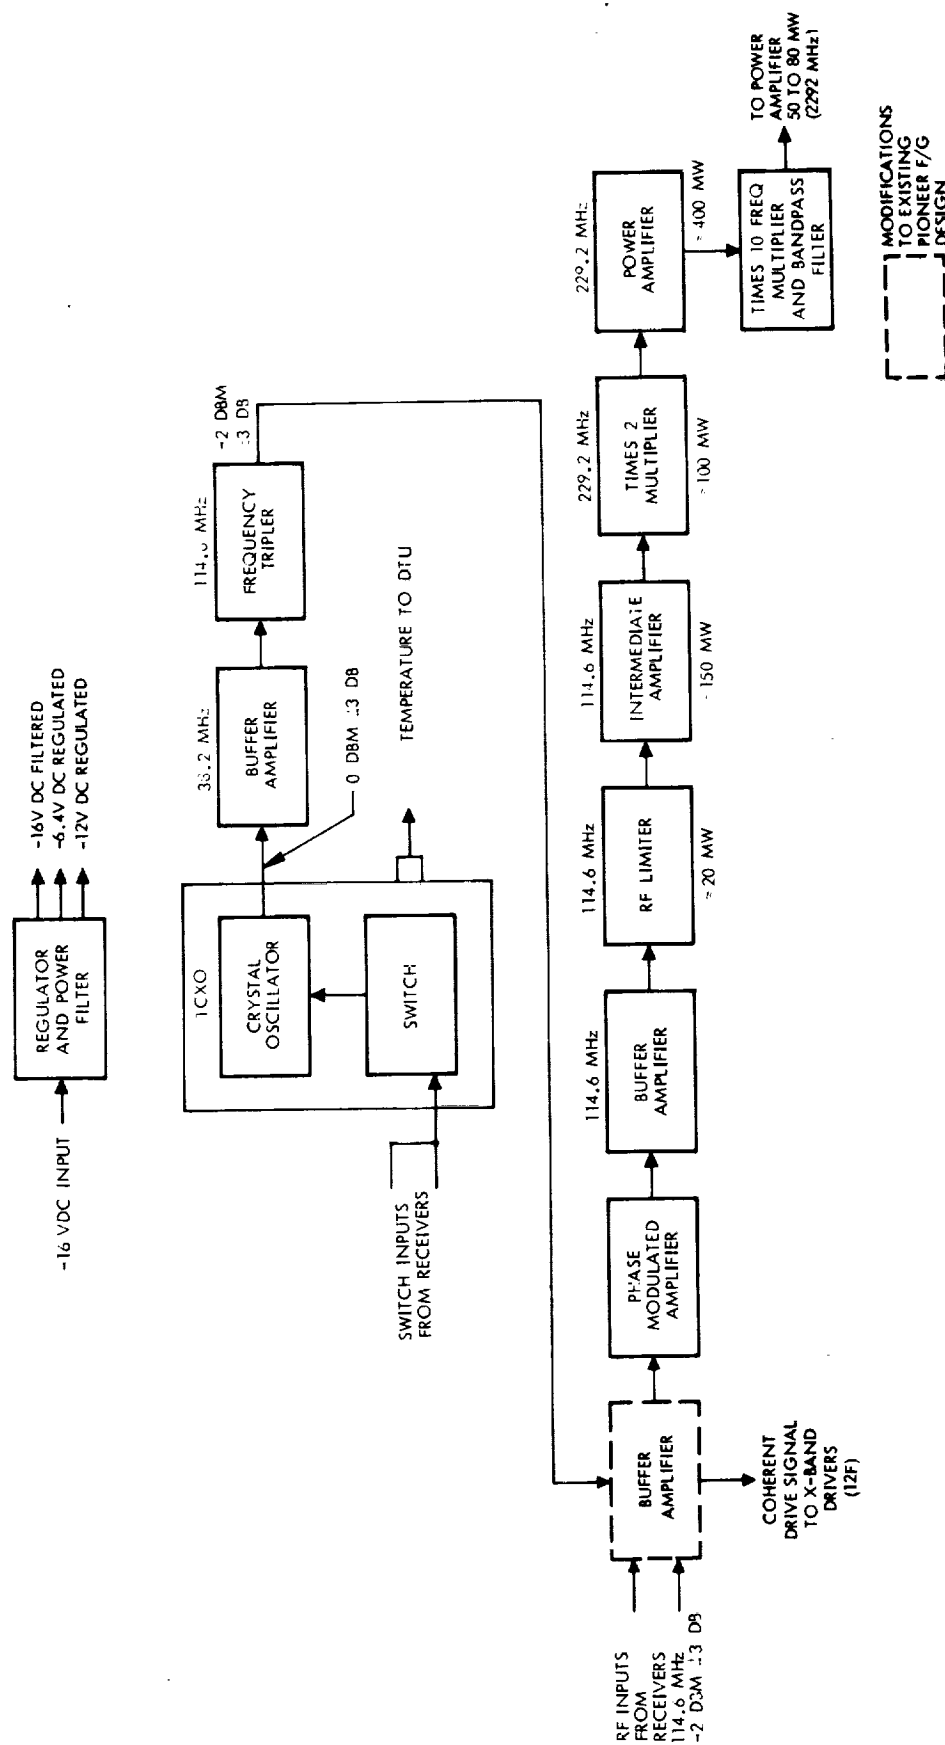 -16 VDC INPUT
REGULATOR
AND POWER
FILTER
-16V DC FILTERED
-6.4V DC REGULATED
-12V DC REGULATED
SWITCH INPUTS
FROM RECEIVERS
TCXO
CRYSTAL
OSCILLATOR
SWITCH
0 DBM ±3 DB
TEMPERATURE TO DTU
38.2 MHz
BUFFER
AMPLIFIER
114.6 MHz
FREQUENCY
TRIPLER
-2 DBM
±3 DB
RF INPUTS
FROM
RECEIVERS
114.6 MHz
-2 DBM ±3 DB
BUFFER
AMPLIFIER
COHERENT
DRIVE SIGNAL
TO X-BAND
DRIVERS
(12F)
PHASE
MODULATED
AMPLIFIER
114.6 MHz
BUFFER
AMPLIFIER
114.6 MHz
RF LIMITER
≈ 20 MW
114.6 MHz
INTERMEDIATE
AMPLIFIER
≈ 150 MW
229.2 MHz
TIMES 2
MULTIPLIER
≈ 100 MW
229.2 MHz
POWER
AMPLIFIER
≈ 400 MW
TIMES 10 FREQ
MULTIPLIER
AND BANDPASS
FILTER
TO POWER
AMPLIFIER
50 TO 80 MW
(2292 MHz)
MODIFICATIONS
TO EXISTING
PIONEER F/G
DESIGN